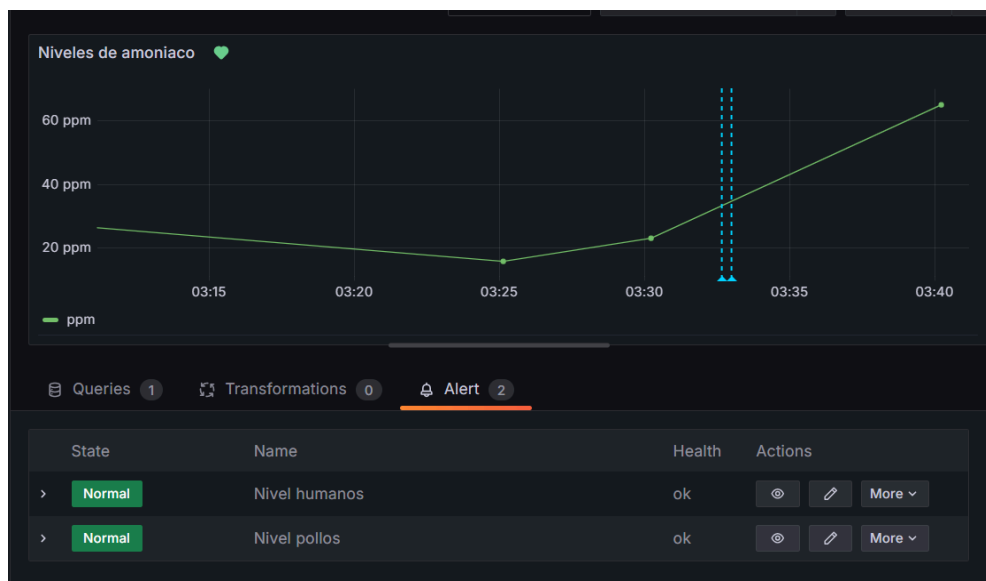 Niveles de amoniaco
60 ppm
40 ppm
20 ppm
03:15 03:20 03:25 03:30 03:35 03:40
ppm
Queries 1 Transformations 0 Alert 2
State Name Health Actions
Normal Nivel humanos ok More
Normal Nivel pollos ok More